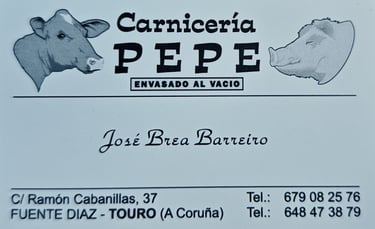 Carnicería
PEPE
ENVASADO AL VACIO
José Brea Barreiro
C/ Ramón Cabanillas, 37 Tel.: 679 08 25 76
FUENTE DIAZ - TOURO (A Coruña) Tel.: 648 47 38 79